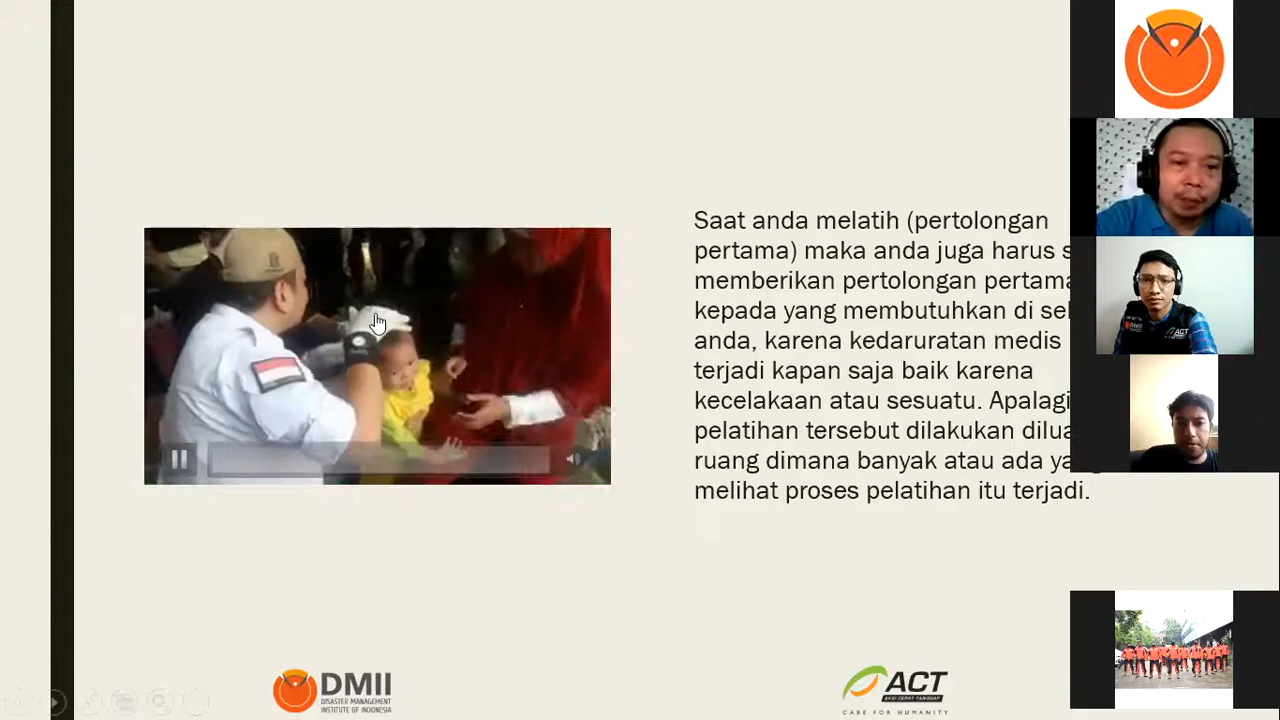 Saat anda melatih (pertolongan
pertama) maka anda juga harus
memberikan pertolongan pertama
kepada yang membutuhkan di
anda, karena kedaruratan medis
terjadi kapan saja baik karena
kecelakaan atau sesuatu. Apalagi
pelatihan tersebut dilakukan
ruang dimana banyak atau ada
melihat proses pelatihan itu terjadi.
DMII
DISASTER MANAGEMENT
INSTITUTE OF INDONESIA
ACT
AKSI CEPAT TANGGAP
CARE FOR HUMANITY
ACT